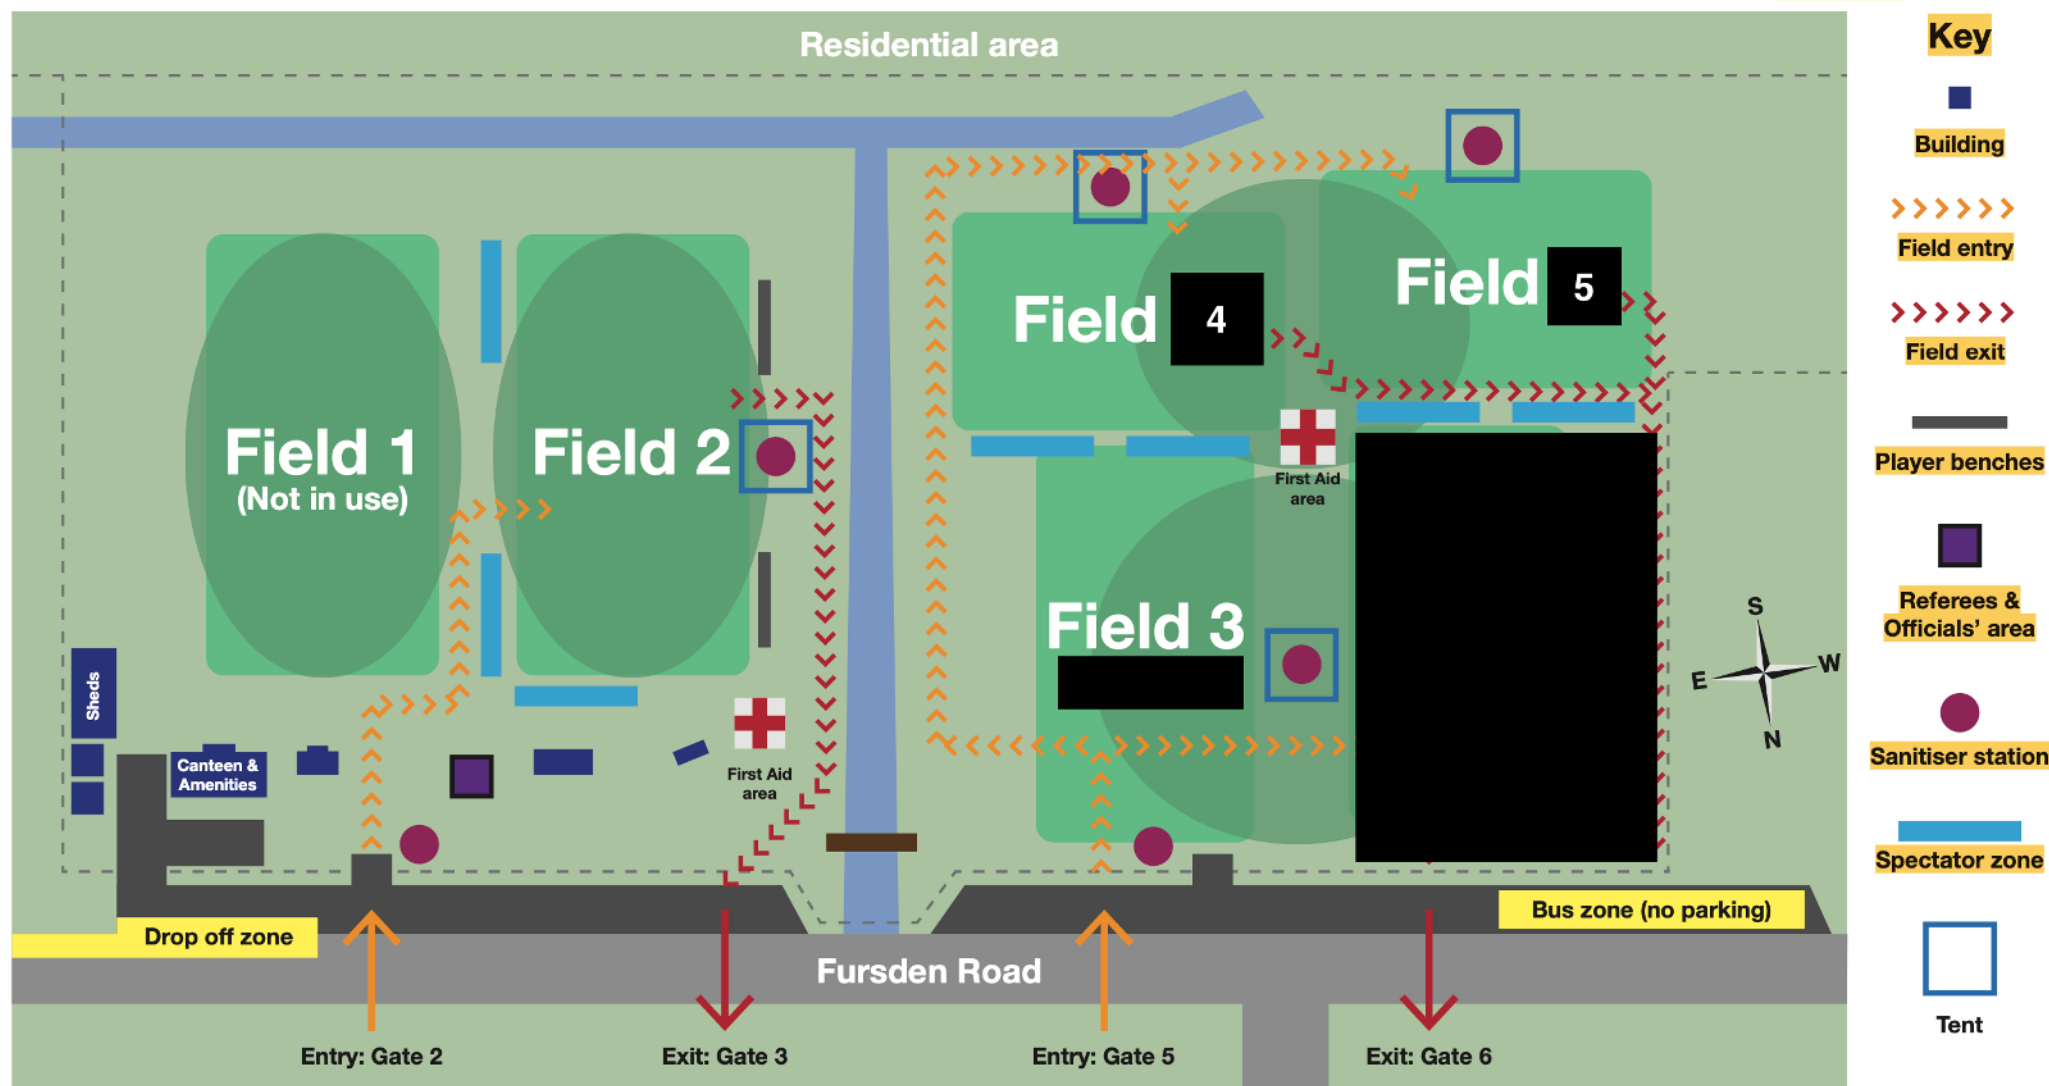 Residential area
Key
Building
Field entry
Field exit
Player benches
Referees &
Officials' area
Sanitiser station
Spectator zone
Tent
Field 1
(Not in use)
Field 2
Field 4
Field 5
First Aid
area
Field 3
Sheds
Canteen &
Amenities
First Aid
area
S
W
E
N
Drop off zone
Bus zone (no parking)
Fursden Road
Entry: Gate 2
Exit: Gate 3
Entry: Gate 5
Exit: Gate 6